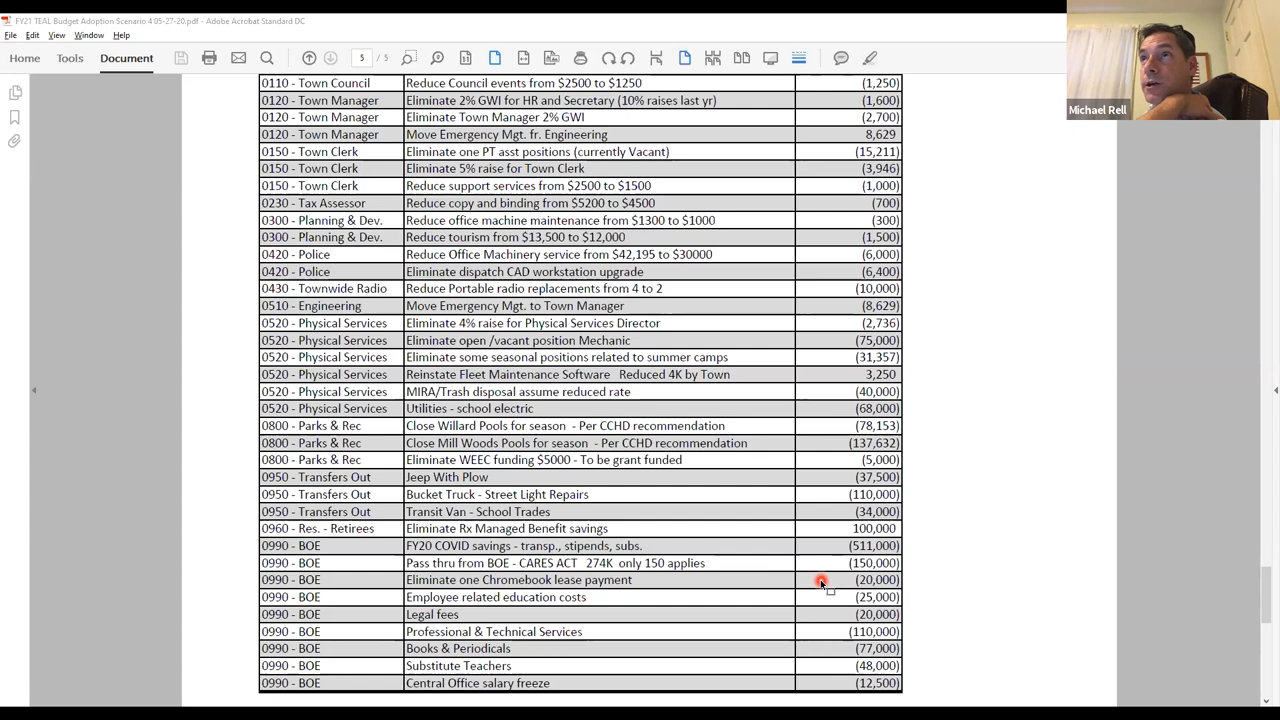 FY21 TEAL Budget Adoption Scenario 4 05-27-20.pdf - Adobe Acrobat Standard DC
File Edit View Window Help
Home Tools Document 5 / 5
Michael Rell
0110 - Town Council Reduce Council events from $2500 to $1250 (1,250)
0120 - Town Manager Eliminate 2% GWI for HR and Secretary (10% raises last yr) (1,600)
0120 - Town Manager Eliminate Town Manager 2% GWI (2,700)
0120 - Town Manager Move Emergency Mgt. fr. Engineering 8,629
0150 - Town Clerk Eliminate one PT asst positions (currently Vacant) (15,211)
0150 - Town Clerk Eliminate 5% raise for Town Clerk (3,946)
0150 - Town Clerk Reduce support services from $2500 to $1500 (1,000)
0230 - Tax Assessor Reduce copy and binding from $5200 to $4500 (700)
0300 - Planning & Dev. Reduce office machine maintenance from $1300 to $1000 (300)
0300 - Planning & Dev. Reduce tourism from $13,500 to $12,000 (1,500)
0420 - Police Reduce Office Machinery service from $42,195 to $30000 (6,000)
0420 - Police Eliminate dispatch CAD workstation upgrade (6,400)
0430 - Townwide Radio Reduce Portable radio replacements from 4 to 2 (10,000)
0510 - Engineering Move Emergency Mgt. to Town Manager (8,629)
0520 - Physical Services Eliminate 4% raise for Physical Services Director (2,736)
0520 - Physical Services Eliminate open /vacant position Mechanic (75,000)
0520 - Physical Services Eliminate some seasonal positions related to summer camps (31,357)
0520 - Physical Services Reinstate Fleet Maintenance Software Reduced 4K by Town 3,250
0520 - Physical Services MIRA/Trash disposal assume reduced rate (40,000)
0520 - Physical Services Utilities - school electric (68,000)
0800 - Parks & Rec Close Willard Pools for season - Per CCHD recommendation (78,153)
0800 - Parks & Rec Close Mill Woods Pools for season - Per CCHD recommendation (137,632)
0800 - Parks & Rec Eliminate WEEC funding $5000 - To be grant funded (5,000)
0950 - Transfers Out Jeep With Plow (37,500)
0950 - Transfers Out Bucket Truck - Street Light Repairs (110,000)
0950 - Transfers Out Transit Van - School Trades (34,000)
0960 - Res. - Retirees Eliminate Rx Managed Benefit savings 100,000
0990 - BOE FY20 COVID savings - transp., stipends, subs. (511,000)
0990 - BOE Pass thru from BOE - CARES ACT 274K only 150 applies (150,000)
0990 - BOE Eliminate one Chromebook lease payment (20,000)
0990 - BOE Employee related education costs (25,000)
0990 - BOE Legal fees (20,000)
0990 - BOE Professional & Technical Services (110,000)
0990 - BOE Books & Periodicals (77,000)
0990 - BOE Substitute Teachers (48,000)
0990 - BOE Central Office salary freeze (12,500)